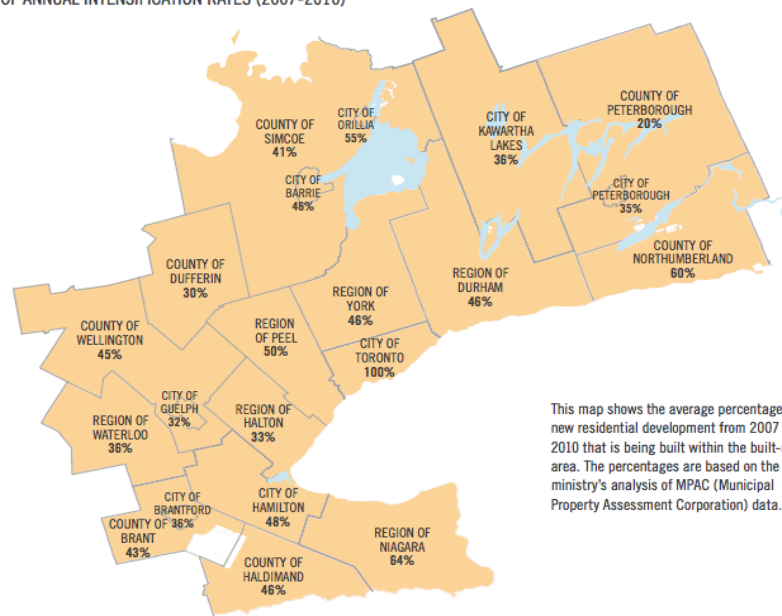 OF ANNUAL INTENSIFICATION RATES (2007-2010)
COUNTY OF
SIMCOE
41%
CITY OF
ORILLIA
55%
CITY OF
BARRIE
46%
CITY OF
KAWARTHA
LAKES
36%
COUNTY OF
PETERBOROUGH
20%
CITY OF
PETERBOROUGH
35%
COUNTY OF
NORTHUMBERLAND
60%
COUNTY OF
DUFFERIN
30%
REGION OF
YORK
46%
REGION OF
DURHAM
46%
COUNTY OF
WELLINGTON
45%
REGION
OF PEEL
50%
CITY OF
TORONTO
100%
CITY OF
GUELPH
32%
REGION OF
WATERLOO
36%
REGION OF
HALTON
33%
This map shows the average percentage
new residential development from 2007
2010 that is being built within the built-
area. The percentages are based on the
ministry's analysis of MPAC (Municipal
Property Assessment Corporation) data.
CITY OF
BRANTFORD
36%
COUNTY OF
BRANT
43%
CITY OF
HAMILTON
48%
REGION OF
NIAGARA
64%
COUNTY OF
HALDIMAND
46%